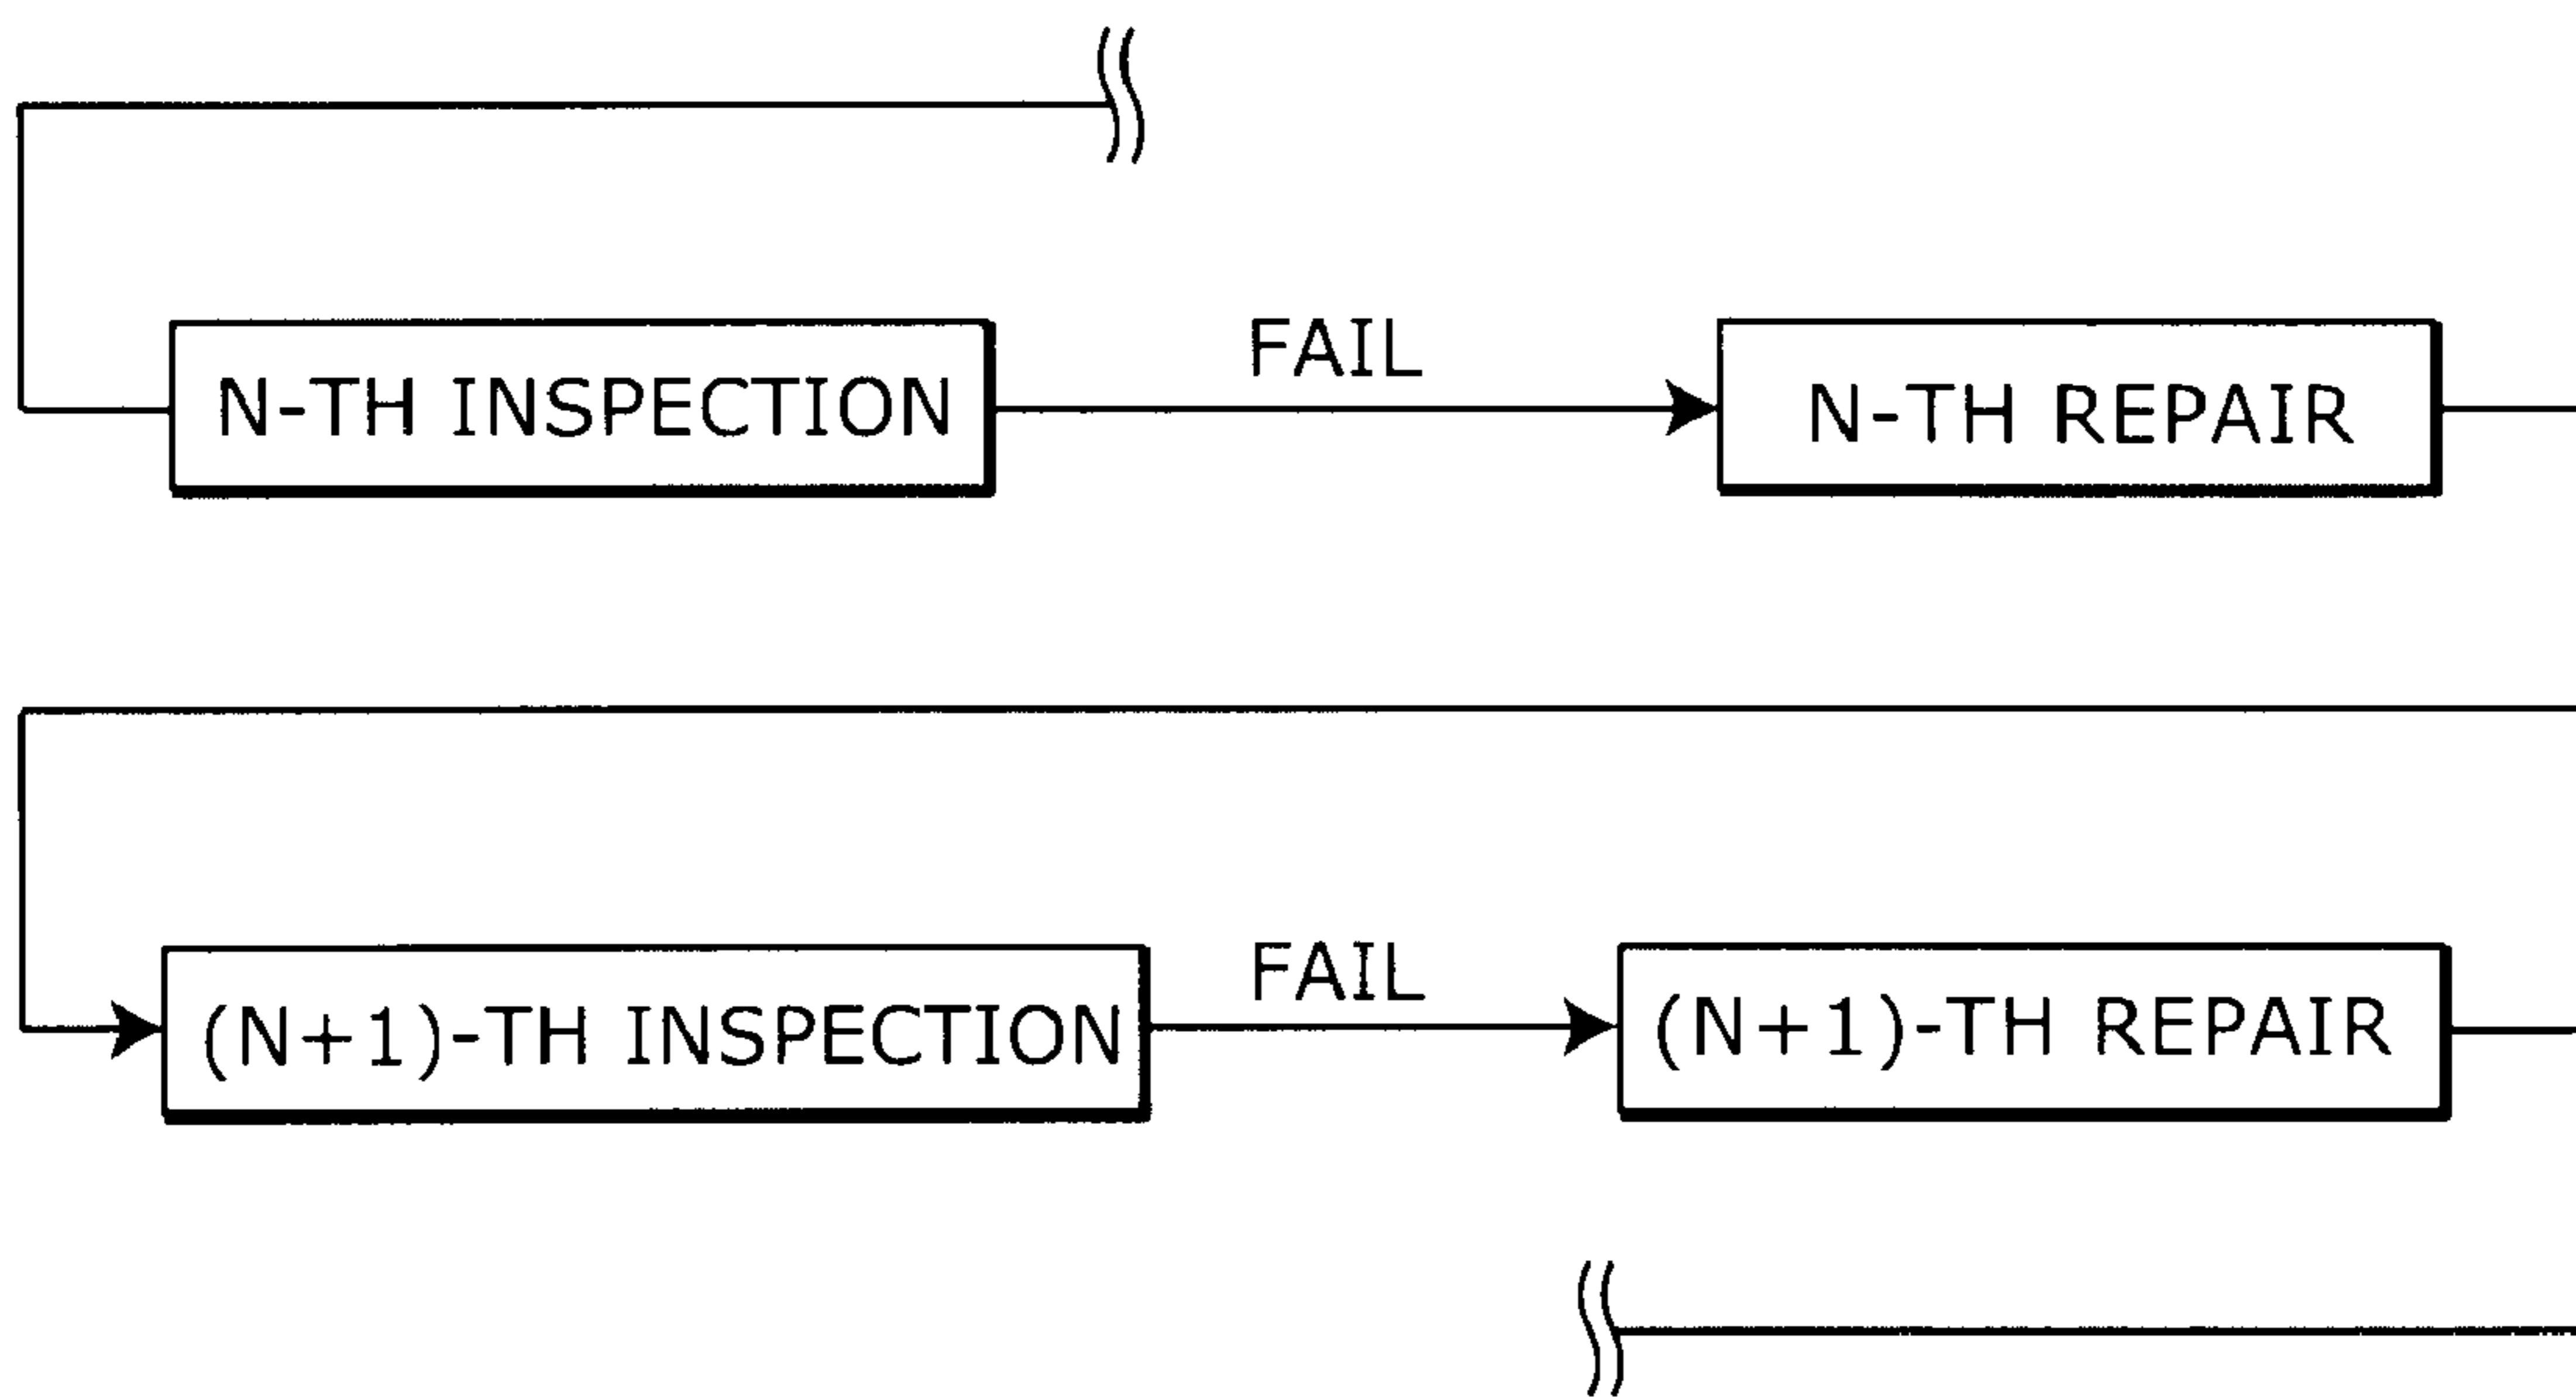 FAIL
N-TH INSPECTION
N-TH REPAIR
FAIL
(N+1)-TH INSPECTION
(N+1)-TH REPAIR